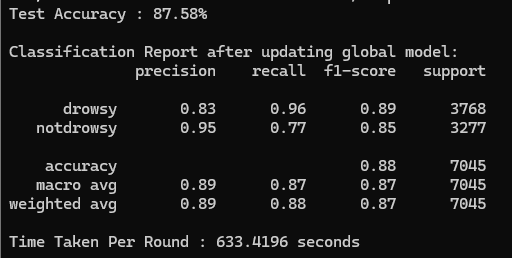 Test Accuracy : 87.58%
Classification Report after updating global model:
precision recall f1-score support
drowsy 0.83 0.96 0.89 3768
notdrowsy 0.95 0.77 0.85 3277
accuracy 0.88 7045
macro avg 0.89 0.87 0.87 7045
weighted avg 0.89 0.88 0.87 7045
Time Taken Per Round : 633.4196 seconds